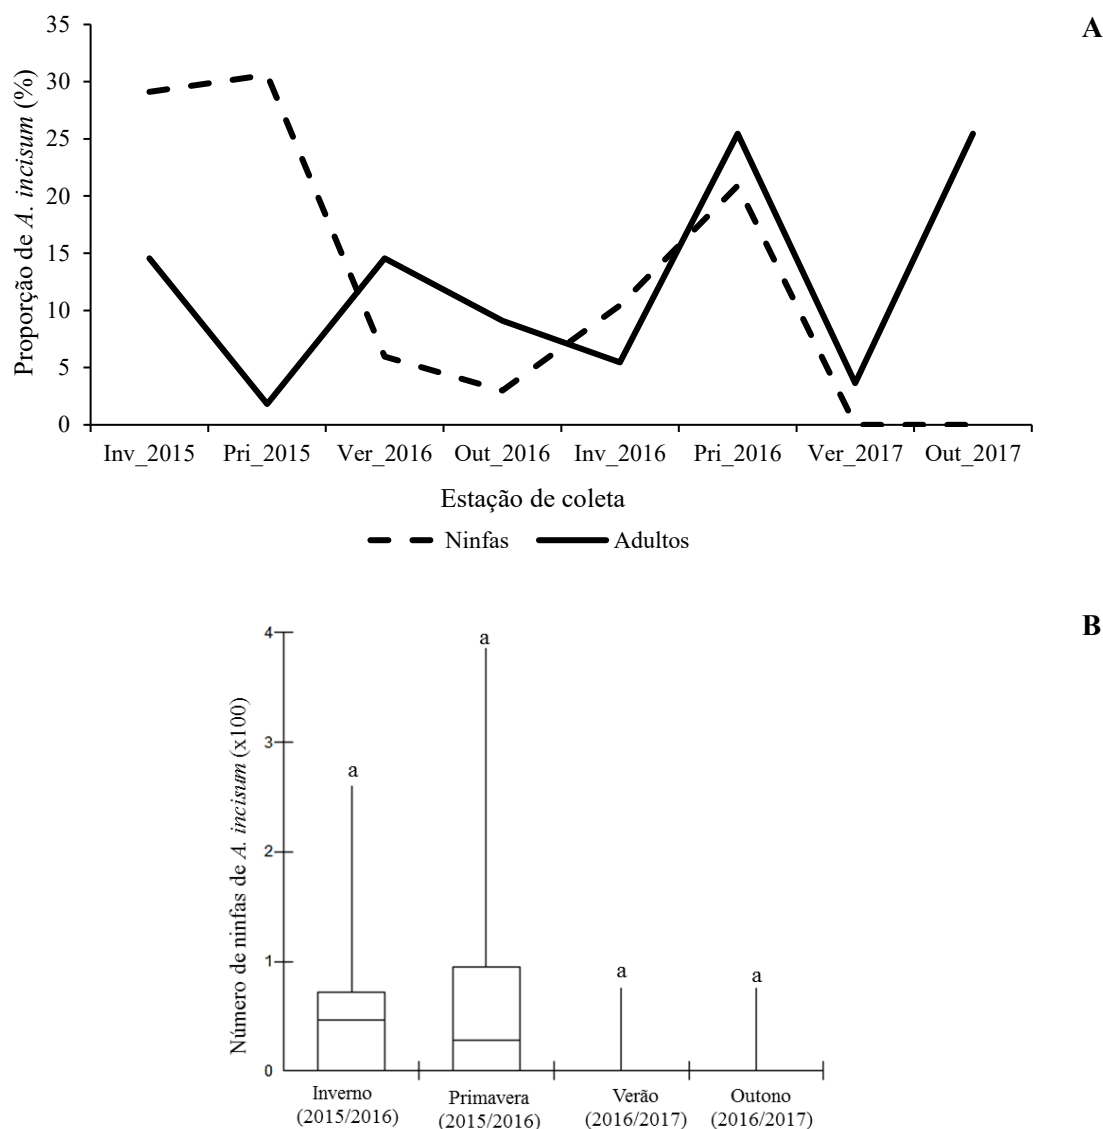 A
35
30
25
20
15
10
5
0
Proporção de A. incisum (%)
Inv_2015 Pri_2015 Ver_2016 Out_2016 Inv_2016 Pri_2016 Ver_2017 Out_2017
Estação de coleta
Ninfas Adultos
B
4
3
2
1
0
Número de ninfas de A. incisum (x100)
a a a a
Inverno Primavera Verão Outono
(2015/2016) (2015/2016) (2016/2017) (2016/2017)